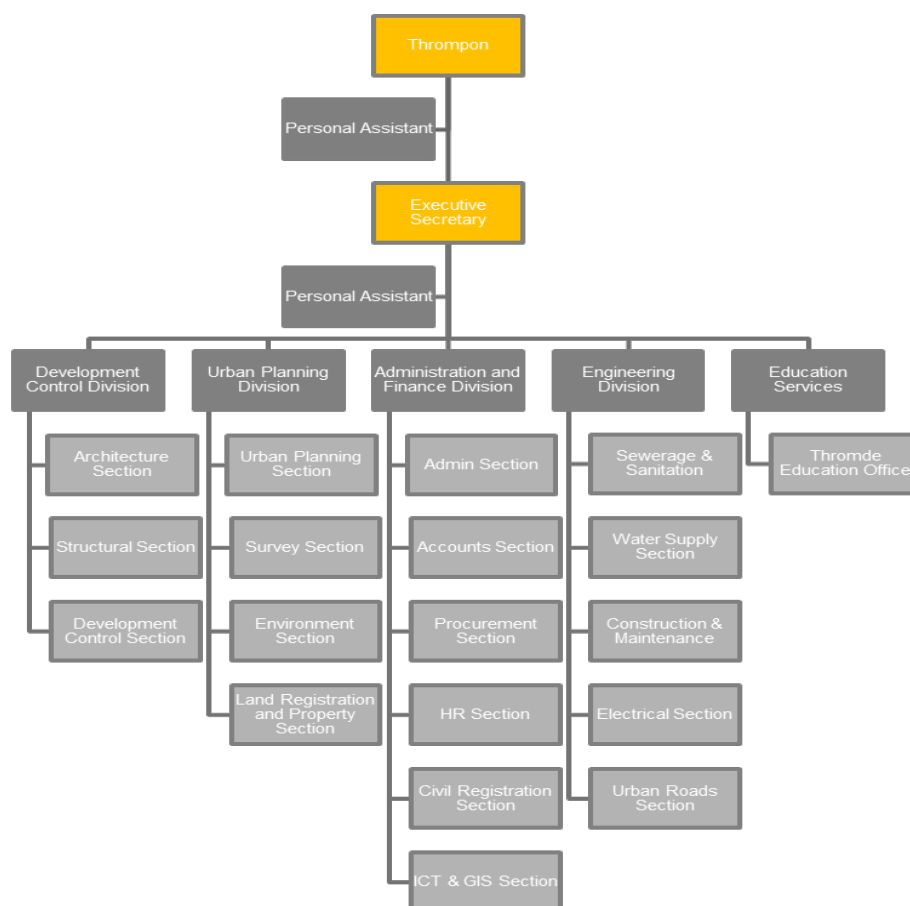 Thrompon
Personal Assistant
Executive
Secretary
Personal Assistant
Development
Control Division
Urban Planning
Division
Administration and
Finance Division
Engineering
Division
Education
Services
Architecture
Section
Structural Section
Development
Control Section
Urban Planning
Section
Survey Section
Environment
Section
Land Registration
and Property
Section
Admin Section
Accounts Section
Procurement
Section
HR Section
Civil Registration
Section
ICT & GIS Section
Sewerage &
Sanitation
Water Supply
Section
Construction &
Maintenance
Electrical Section
Urban Roads
Section
Thromde
Education Office